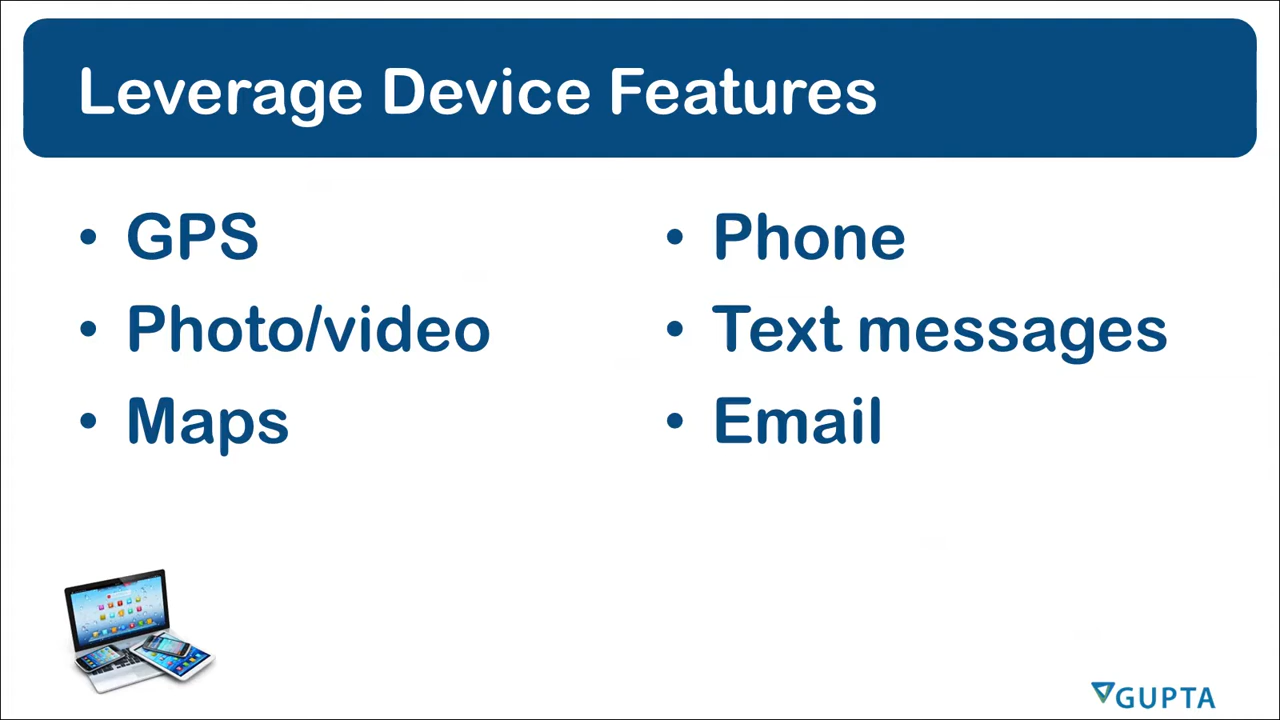 Leverage Device Features
• GPS
• Photo/video
• Maps
• Phone
• Text messages
• Email
GUPTA